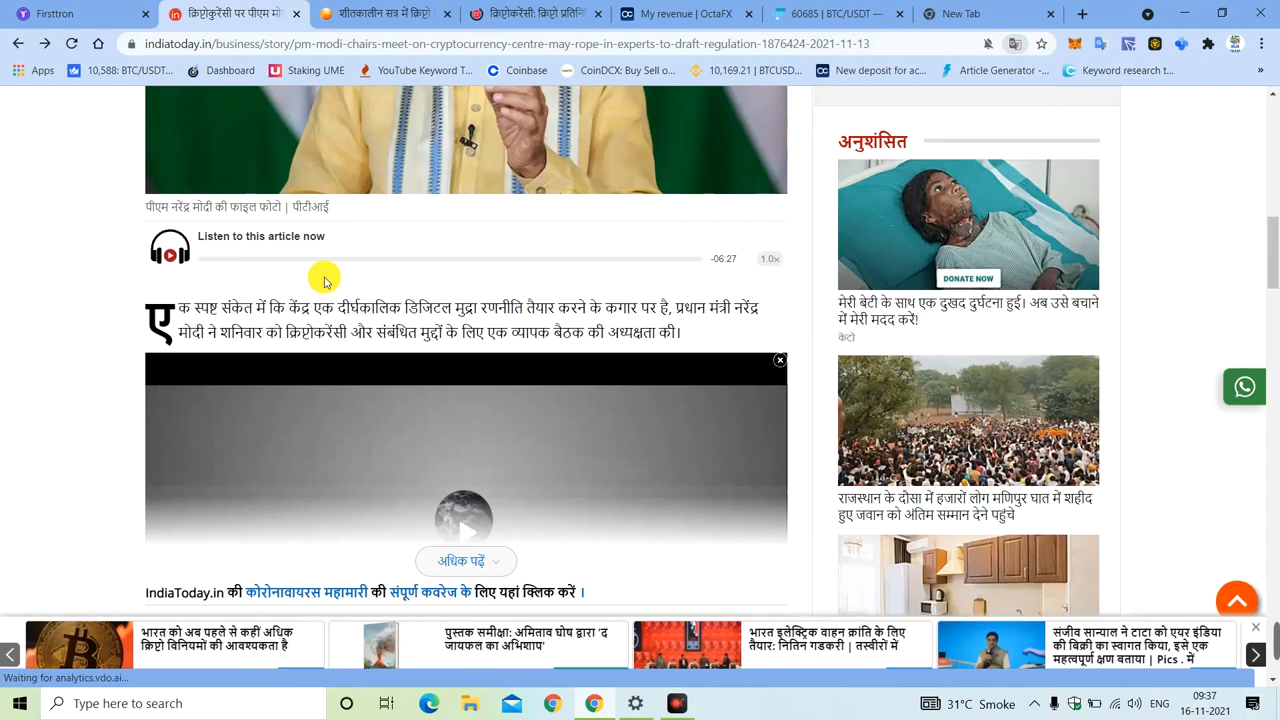 क्रिप्टोकुरेंसी पर पीएम मोदी
शीतकालीन सत्र में क्रिप्टो
क्रिप्टोकरेंसी: क्रिप्टो प्रतिनि
My revenue | OctaFX
60685 | BTCUSDT
indiatoday.in/business/story/pm-modi-chairs-meet-on-cryptocurrency-centre-may-rope-in-experts-to-draft-regulation-1876424-2021-11-13
Apps
10,588: BTC/USDT...
Dashboard
Staking UME
YouTube Keyword T...
Coinbase
CoinDCX: Buy Sell o...
10,169.21 | BTCUSD...
New deposit for ac...
Article Generator -...
Keyword research t...
»
पीएम नरेंद्र मोदी की फाइल फोटो | पीटीआई
Listen to this article now
-06:27
1.0×
एक स्पष्ट संकेत में कि केंद्र एक दीर्घकालिक डिजिटल मुद्रा रणनीति तैयार करने के कगार पर है, प्रधान मंत्री नरेंद्र
मोदी ने शनिवार को क्रिप्टोकरेंसी और संबंधित मुद्दों के लिए एक व्यापक बैठक की अध्यक्षता की।
अधिक पढ़ें
IndiaToday.in की कोरोनावायरस महामारी की संपूर्ण कवरेज के लिए यहां क्लिक करें ।
अनुशंसित
DONATE NOW
मेरी बेटी के साथ एक दुखद दुर्घटना हुई। अब उसे बचाने
में मेरी मदद करें!
केटो
राजस्थान के दौसा में हजारों लोग मणिपुर घात में शहीद
हुए जवान को अंतिम सम्मान देने पहुंचे
भारत को अब पहले से कहीं अधिक
क्रिप्टो विनियमों की आवश्यकता है
पुस्तक समीक्षा: अमिताव घोष द्वारा 'द
जायफल का अभिशाप'
भारत इलेक्ट्रिक वाहन क्रांति के लिए
तैयार: नितिन गडकरी | तस्वीरों में
संजीव सान्याल ने टाटा को एयर इंडिया
की बिक्री का स्वागत किया, इसे एक
महत्वपूर्ण क्षण बताया | Pics . में
Waiting for analytics.vdo.ai...
Type here to search
31°C Smoke
ENG
09:37
16-11-2021